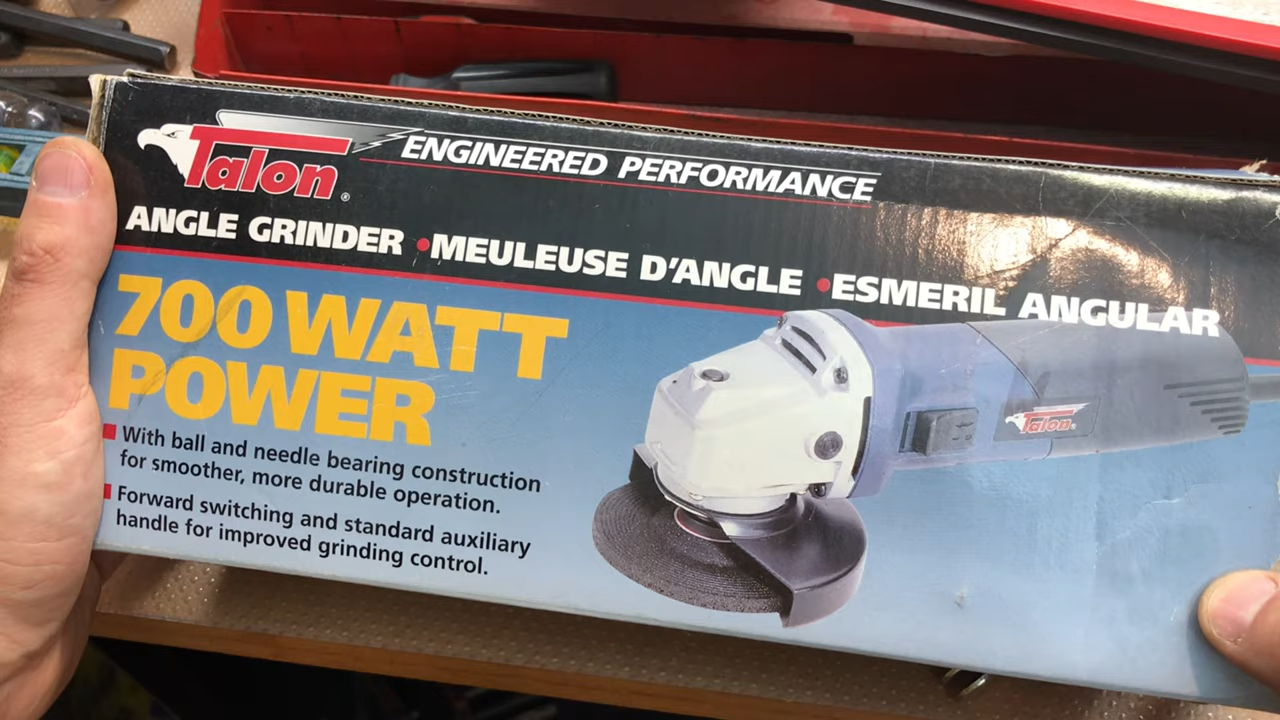 Talon®
ENGINEERED PERFORMANCE
ANGLE GRINDER • MEULEUSE D'ANGLE • ESMERIL ANGULAR
700 WATT
POWER
With ball and needle bearing construction
for smoother, more durable operation.
Forward switching and standard auxiliary
handle for improved grinding control.
Talon®